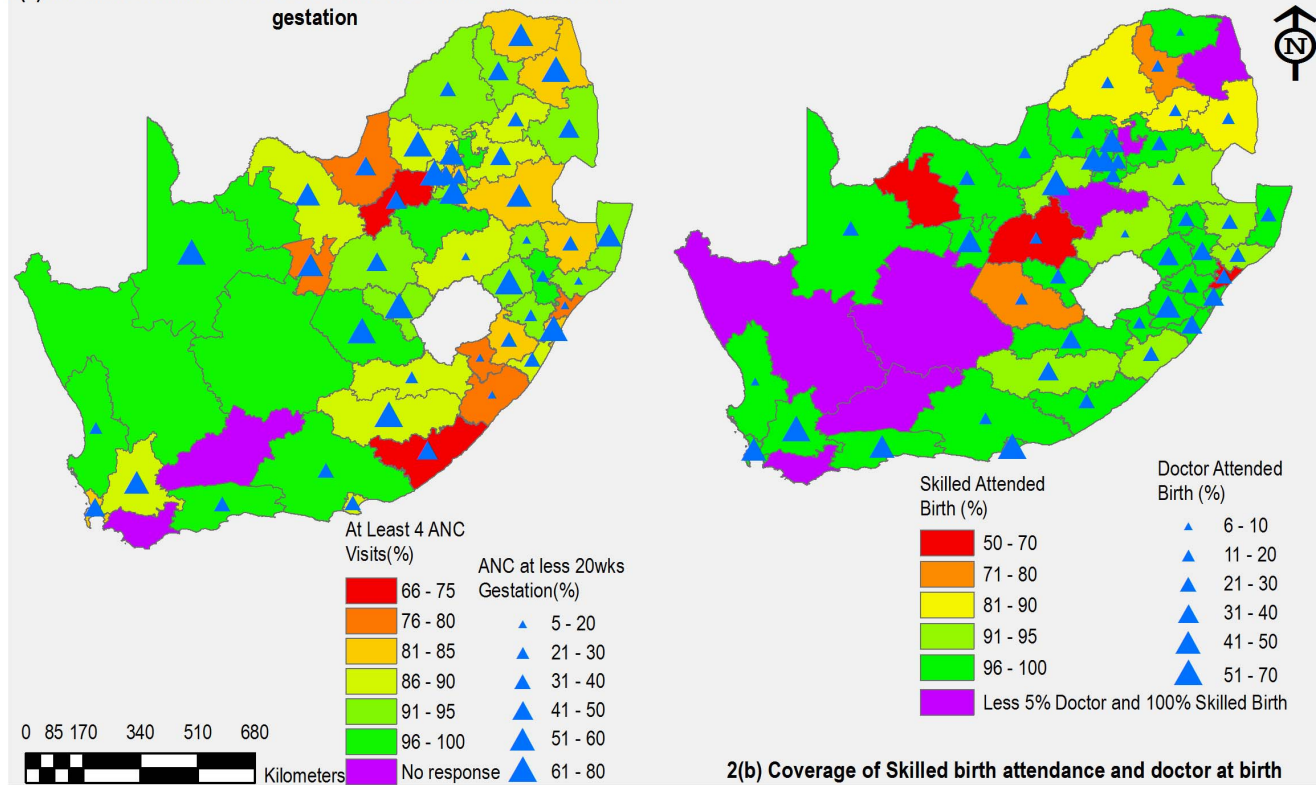 gestation
N
At Least 4 ANC
Visits(%)
66 - 75
76 - 80
81 - 85
86 - 90
91 - 95
96 - 100
No response
ANC at less 20wks
Gestation(%)
5 - 20
21 - 30
31 - 40
41 - 50
51 - 60
61 - 80
0 85 170 340 510 680
Kilometers
Skilled Attended
Birth (%)
50 - 70
71 - 80
81 - 90
91 - 95
96 - 100
Less 5% Doctor and 100% Skilled Birth
Doctor Attended
Birth (%)
6 - 10
11 - 20
21 - 30
31 - 40
41 - 50
51 - 70
2(b) Coverage of Skilled birth attendance and doctor at birth